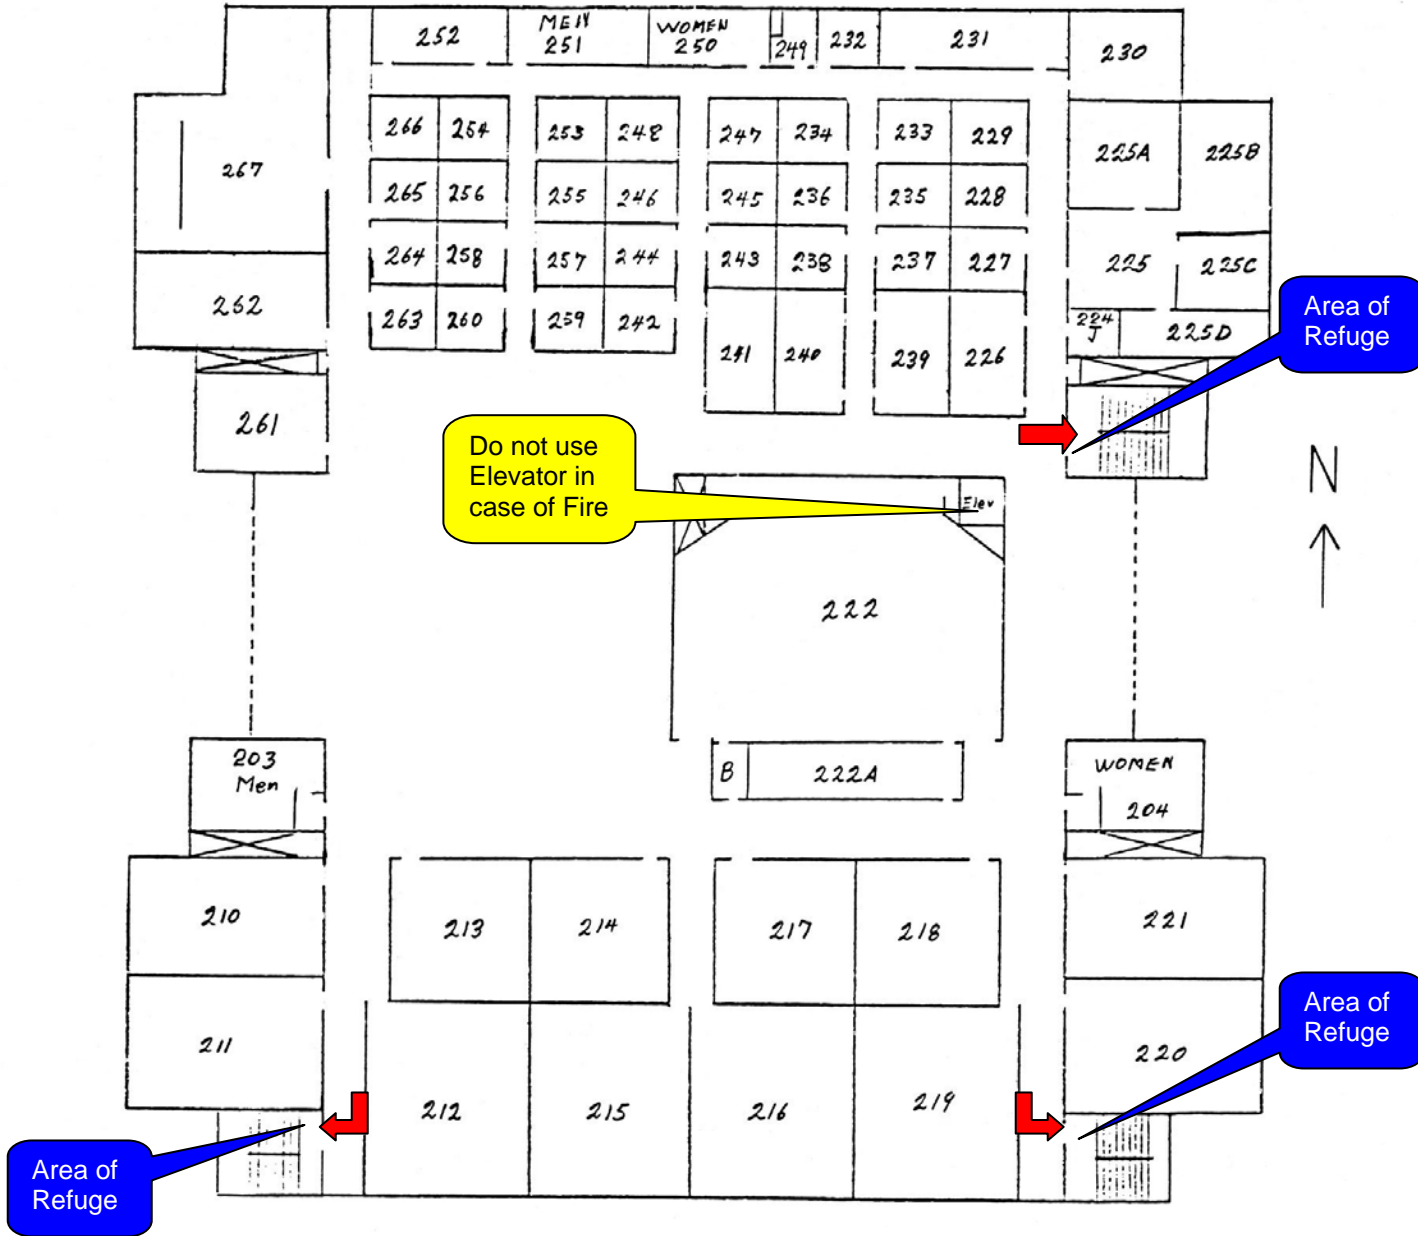 252
MEN
251
WOMEN
250
249
232
231
230
266
254
253
248
247
234
233
229
225A
225B
267
265
256
255
246
245
236
235
228
264
258
257
244
243
238
237
227
225
225C
262
263
260
259
242
241
240
239
226
224
J
225D
Area of
Refuge
261
Do not use
Elevator in
case of Fire
N
Elev
222
203
Men
B
222A
WOMEN
204
210
213
214
217
218
221
211
212
215
216
219
220
Area of
Refuge
Area of
Refuge